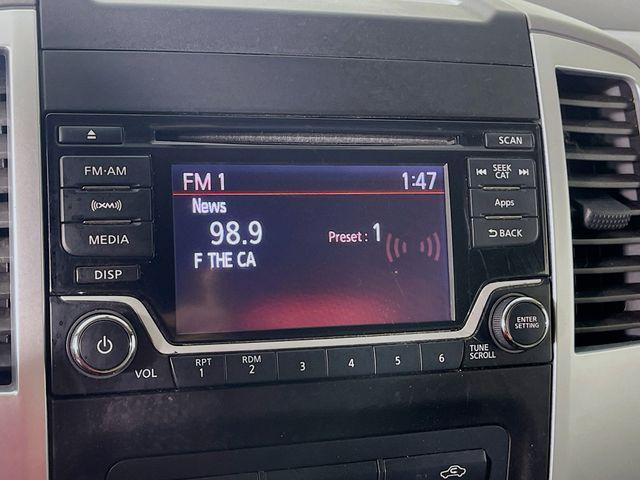 SCAN
FM·AM
SEEK
CAT
FM 1 1:47
((XM))
Apps
News
98.9
Preset : 1
MEDIA
BACK
F THE CA
DISP
ENTER
SETTING
VOL
RPT
1
RDM
2
3
4
5
6
TUNE
SCROLL